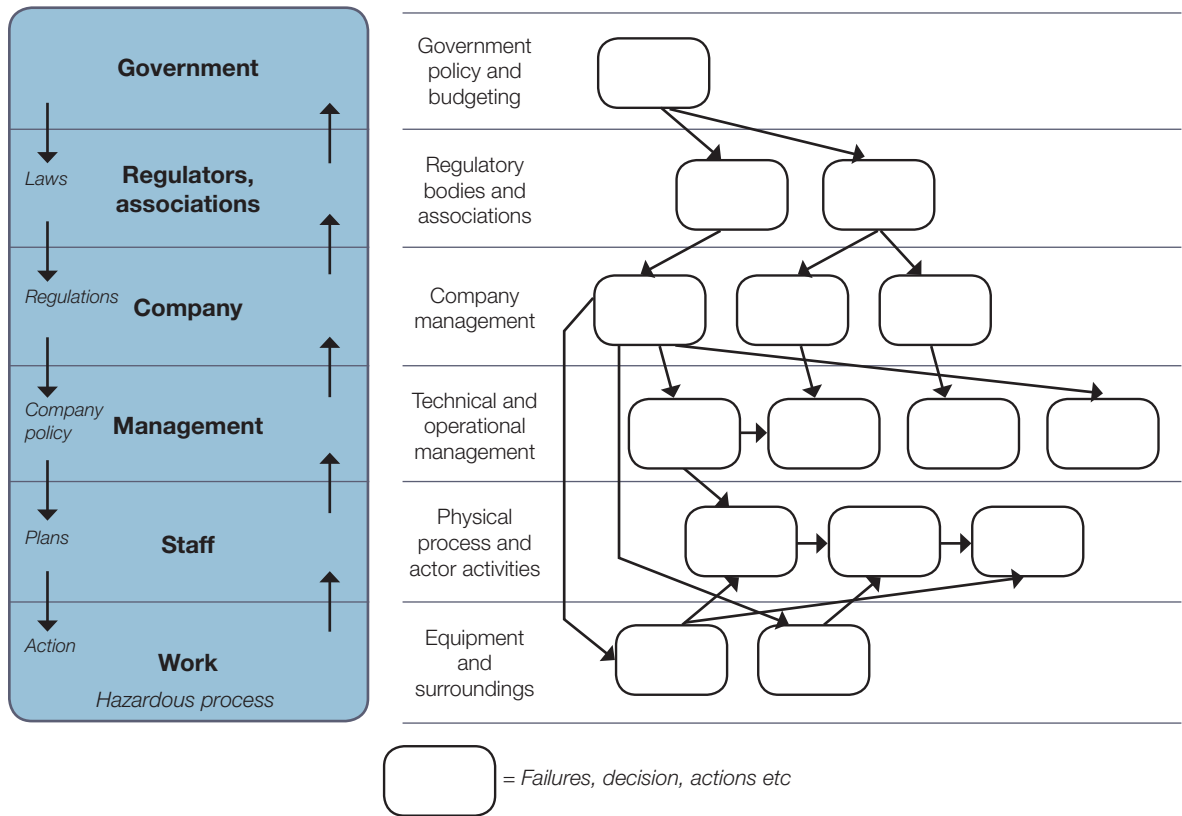 Government
Laws
Regulators,
associations
Regulations
Company
Company
policy
Management
Plans
Staff
Action
Work
Hazardous process
Government
policy and
budgeting
Regulatory
bodies and
associations
Company
management
Technical and
operational
management
Physical
process and
actor activities
Equipment
and
surroundings
= Failures, decision, actions etc